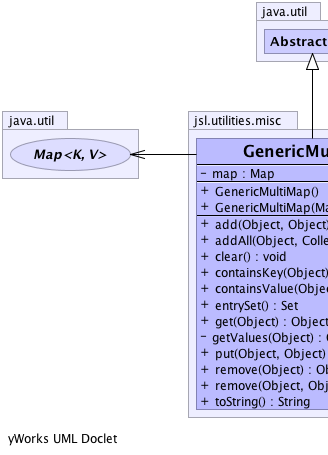 java.util
Abstract
java.util
jsl.utilities.misc
Map<K, V>
GenericMu
− map : Map
+ GenericMultiMap()
+ GenericMultiMap(Ma
+ add(Object, Object)
+ addAll(Object, Colle
+ clear() : void
+ containsKey(Object)
+ containsValue(Objec
+ entrySet() : Set
+ get(Object) : Object
− getValues(Object) : C
+ put(Object, Object)
+ remove(Object) : Ob
+ remove(Object, Obj
+ toString() : String
yWorks UML Doclet